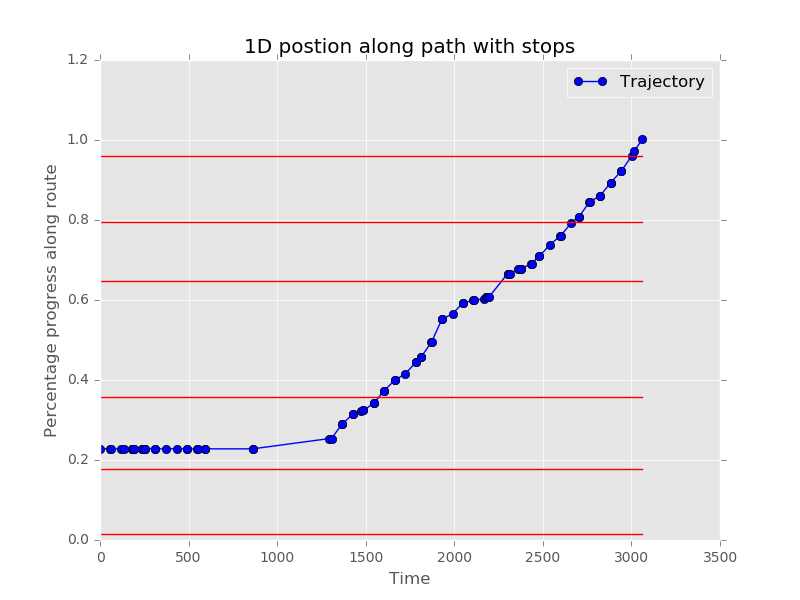 1D postion along path with stops
Trajectory
Percentage progress along route
1.2
1.0
0.8
0.6
0.4
0.2
0.0
0 500 1000 1500 2000 2500 3000 3500
Time